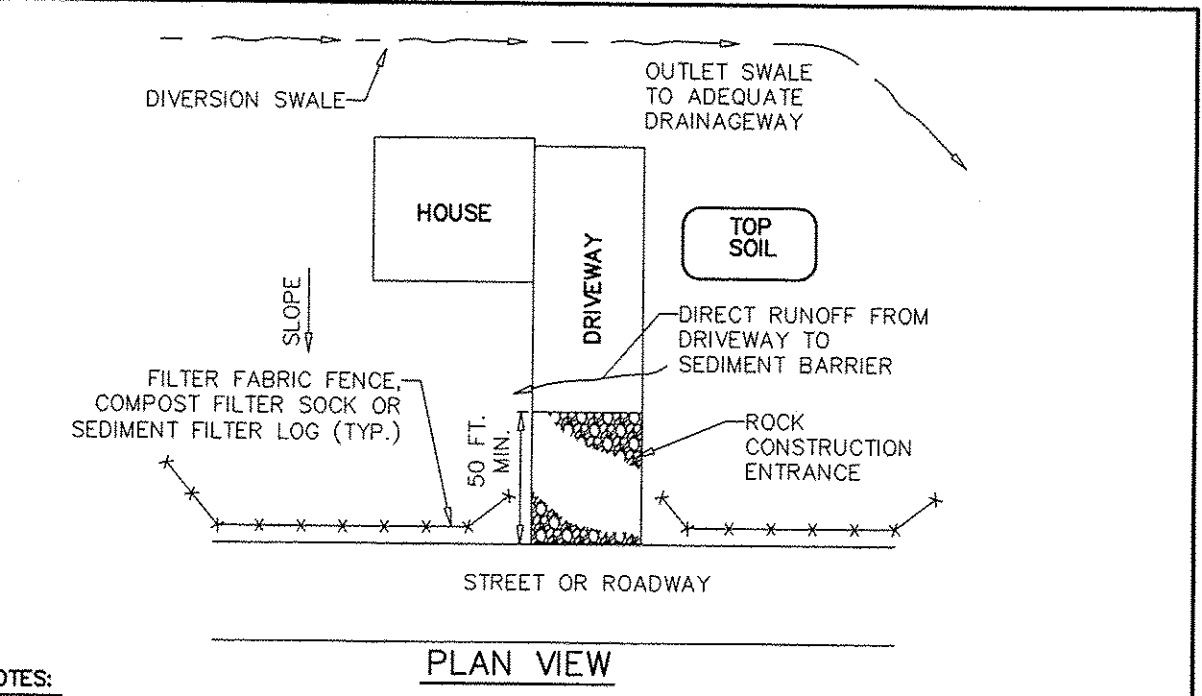 DIVERSION SWALE
OUTLET SWALE
TO ADEQUATE
DRAINAGEWAY
HOUSE
DRIVEWAY
TOP
SOIL
SLOPE
DIRECT RUNOFF FROM
DRIVEWAY TO
SEDIMENT BARRIER
FILTER FABRIC FENCE,
COMPOST FILTER SOCK OR
SEDIMENT FILTER LOG (TYP.)
50 FT.
MIN.
ROCK
CONSTRUCTION
ENTRANCE
STREET OR ROADWAY
PLAN VIEW
OTES: